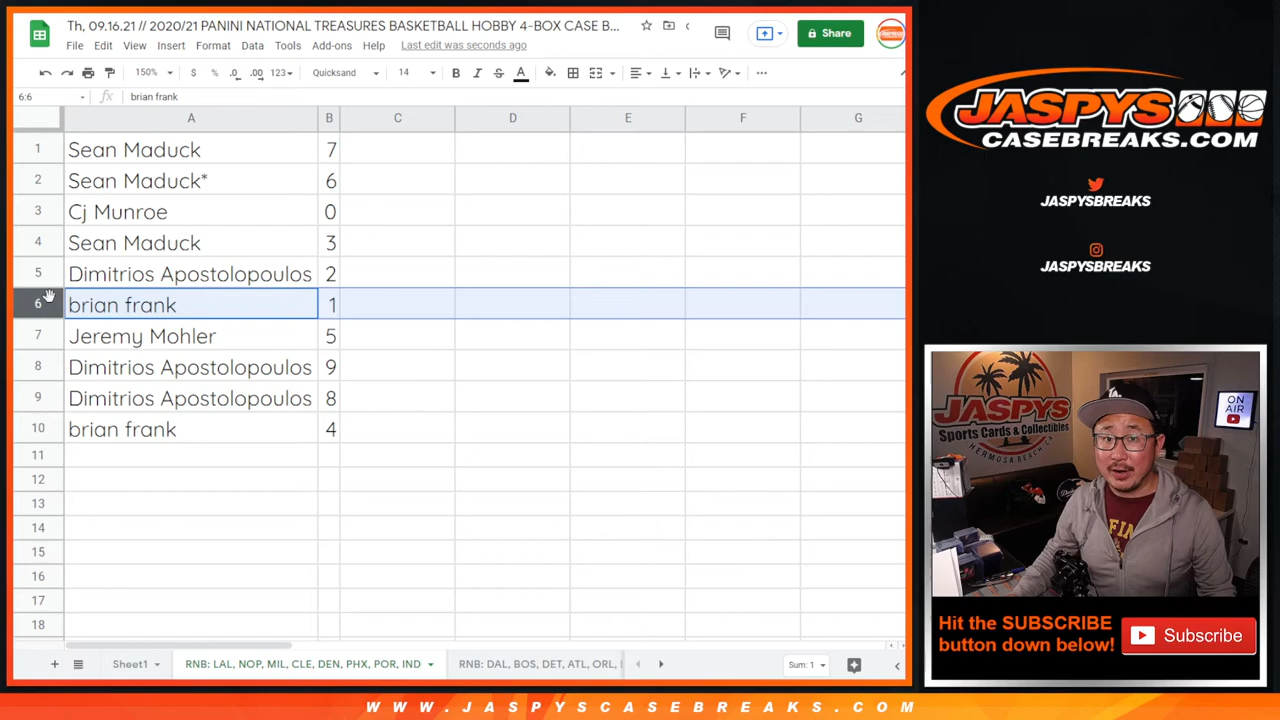 Th, 09.16.21 // 2020/21 PANINI NATIONAL TREASURES BASKETBALL HOBBY 4-BOX CASE B...
File Edit View Insert Format Data Tools Add-ons Help Last edit was seconds ago
Share
150% $ % .0 .00 123 Quicksand 14 B I S A
6:6 fx brian frank
A B C D E F G
1 Sean Maduck 7
2 Sean Maduck* 6
3 Cj Munroe 0
4 Sean Maduck 3
5 Dimitrios Apostolopoulos 2
6 brian frank 1
7 Jeremy Mohler 5
8 Dimitrios Apostolopoulos 9
9 Dimitrios Apostolopoulos 8
10 brian frank 4
11
12
13
14
15
16
17
18
Sheet1 RNB: LAL, NOP, MIL, CLE, DEN, PHX, POR, IND RNB: DAL, BOS, DET, ATL, ORL, Sum: 1
JASPYS
CASEBREAKS.COM
JASPYSBREAKS
JASPYSBREAKS
JASPYS
Sports Cards & Collectibles
HERMOSA BEACH
ON
AIR
LA
Hit the SUBSCRIBE
button down below!
Subscribe
WWW.JASPYSCASEBREAKS.COM